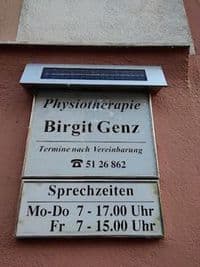 Physiotherapie
Birgit Genz
Termine nach Vereinbarung
☎ 51 26 862
Sprechzeiten
Mo-Do 7 - 17.00 Uhr
Fr 7 - 15.00 Uhr